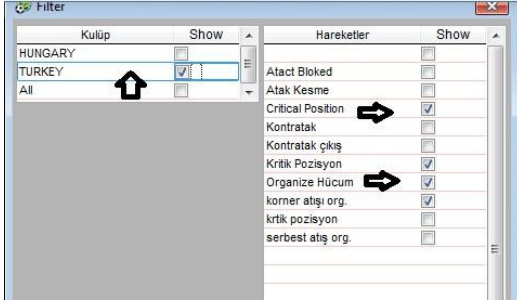 Filter
Kulüp Show
HUNGARY
TURKEY
All
Hareketler Show
Atact Bloked
Atak Kesme
Critical Position
Kontratak
Kontratak çıkış
Kritik Pozisyon
Organize Hücum
korner atışı org.
krtik pozisyon
serbest atış org.